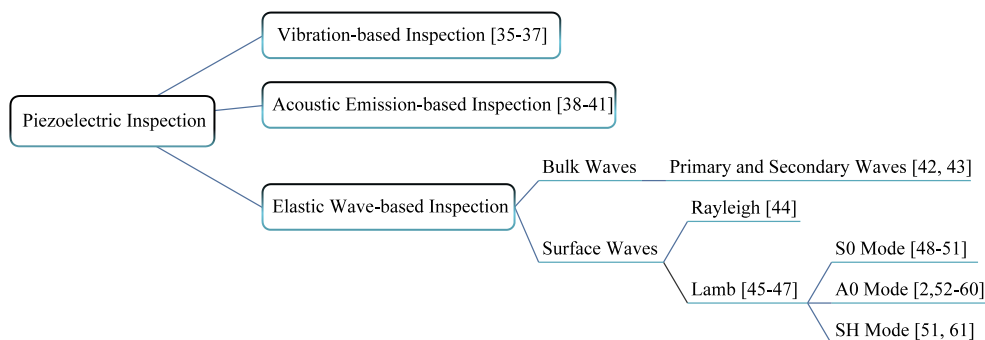 Vibration-based Inspection [35-37]
Piezoelectric Inspection
Acoustic Emission-based Inspection [38-41]
Elastic Wave-based Inspection
Bulk Waves
Primary and Secondary Waves [42, 43]
Surface Waves
Rayleigh [44]
Lamb [45-47]
S0 Mode [48-51]
A0 Mode [2,52-60]
SH Mode [51, 61]